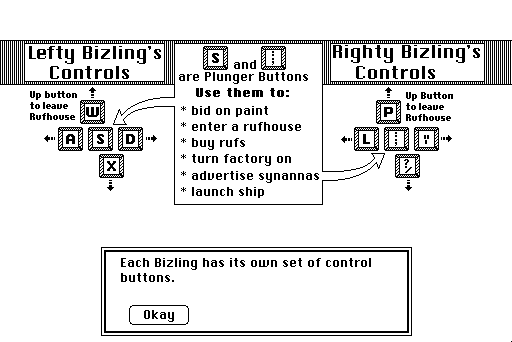 Lefty Bizling's
Controls
S and ;
are Plunger Buttons
Use them to:
* bid on paint
* enter a rufhouse
* buy rufs
* turn factory on
* advertise synannas
* launch ship
Righty Bizling's
Controls
Up button
to leave
Rufhouse
W
A S D
X
Up Button
to leave
Rufhouse
P
L ; "
?/
Each Bizling has its own set of control
buttons.
Okay